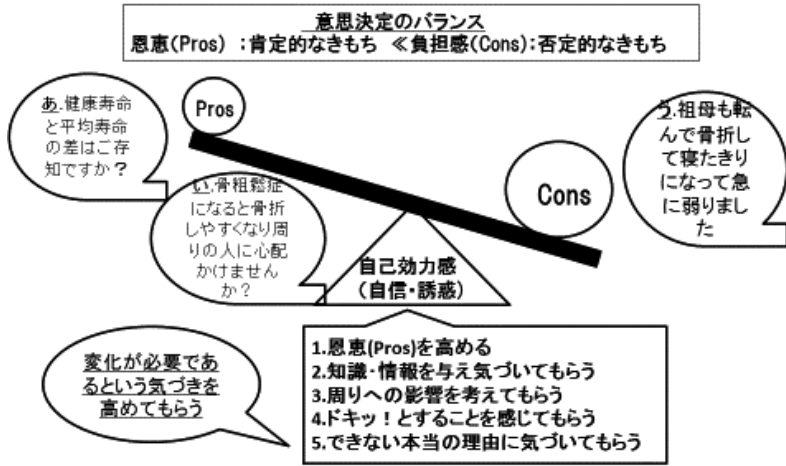 意思決定のバランス
恩恵(Pros) ：肯定的なきもち ≪負担感(Cons)：否定的なきもち
あ.健康寿命
と平均寿命
の差はご存
知ですか？
Pros
い.骨粗鬆症
になると骨折
しやすくなり周
りの人に心配
かけません
か？
Cons
う.祖母も転
んで骨折し
て寝たきり
になって急
に弱りまし
た
自己効力感
（自信・誘惑）
変化が必要であ
るという気づきを
高めてもらう
1.恩恵(Pros)を高める
2.知識・情報を与え気づいてもらう
3.周りへの影響を考えてもらう
4.ドキッ！とすることを感じてもらう
5.できない本当の理由に気づいてもらう